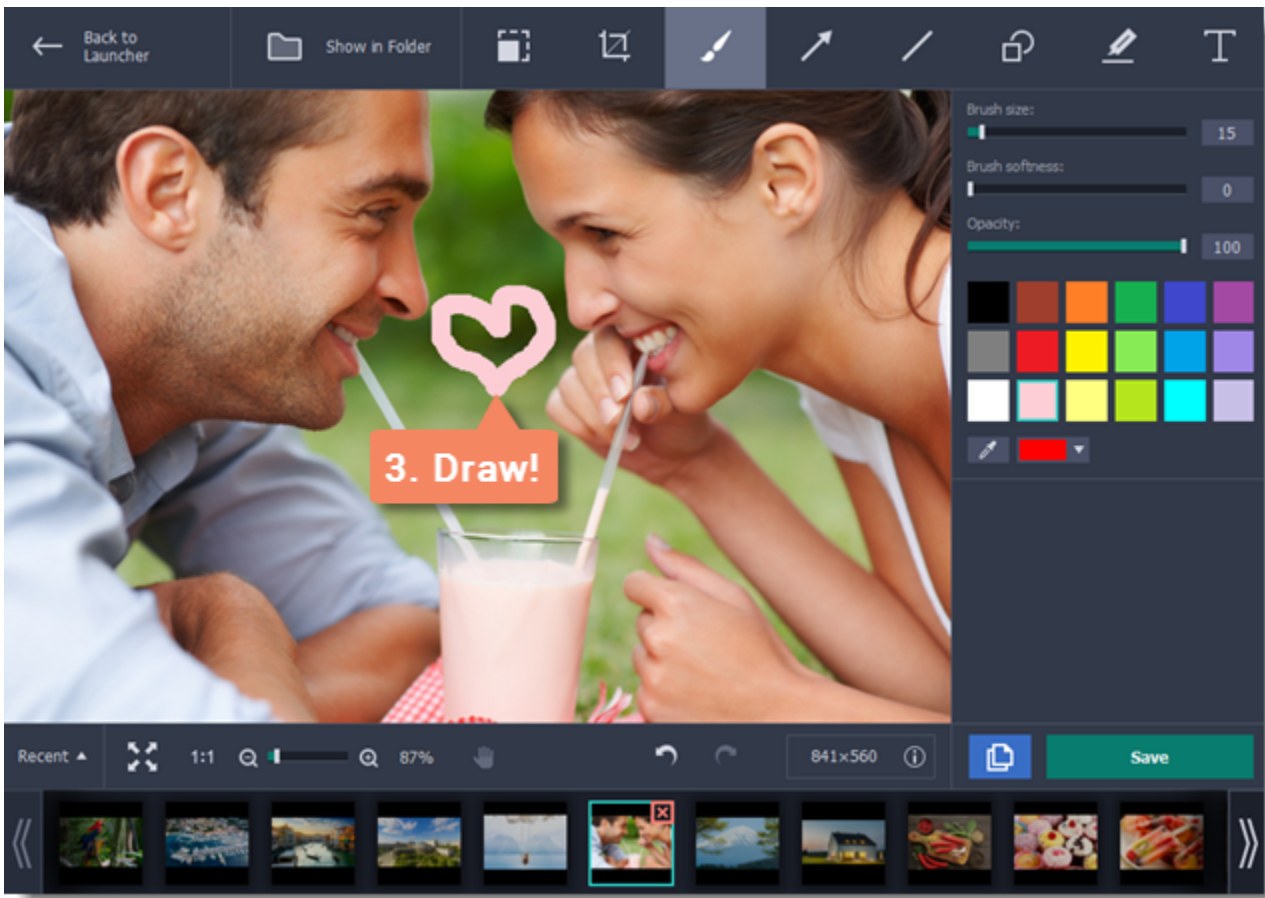 Back to
Launcher
Show in Folder
T
Brush size:
15
Brush softness:
0
Opacity:
100
3. Draw!
Recent
1:1
87%
841×560
Save